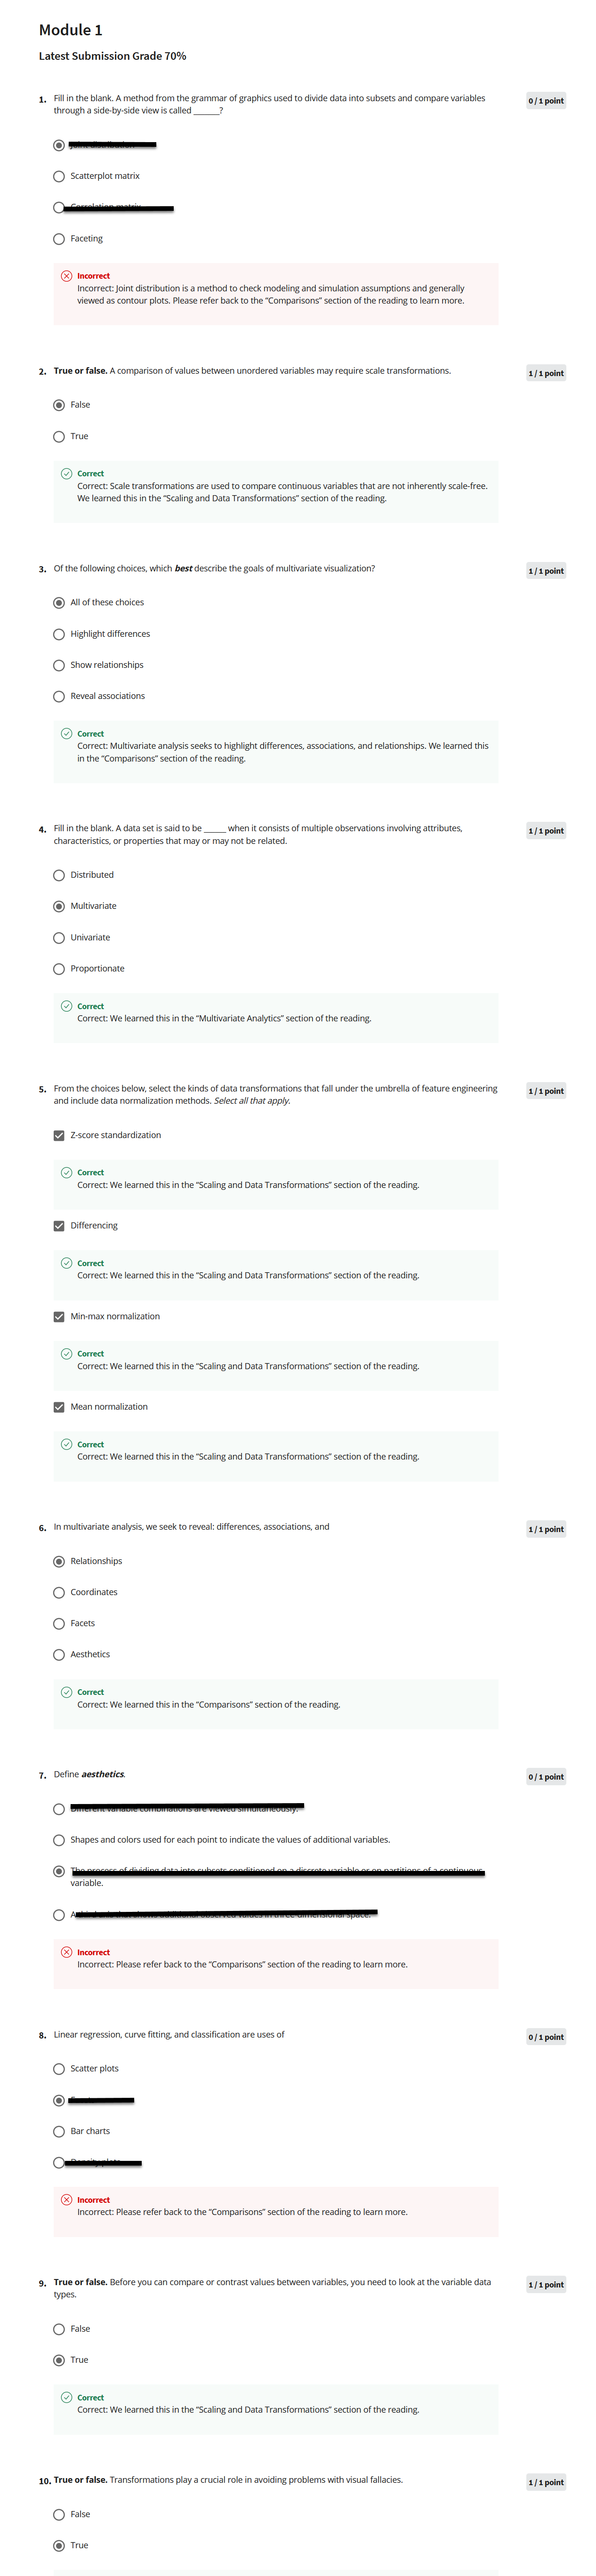 Module 1
Latest Submission Grade 70%
1. Fill in the blank. A method from the grammar of graphics used to divide data into subsets and compare variables
through a side-by-side view is called ______?
0 / 1 point
Scatterplot matrix
Faceting
Incorrect
Incorrect: Joint distribution is a method to check modeling and simulation assumptions and generally
viewed as contour plots. Please refer back to the “Comparisons” section of the reading to learn more.
2. True or false. A comparison of values between unordered variables may require scale transformations.
1 / 1 point
False
True
Correct
Correct: Scale transformations are used to compare continuous variables that are not inherently scale-free.
We learned this in the “Scaling and Data Transformations” section of the reading.
3. Of the following choices, which best describe the goals of multivariate visualization?
1 / 1 point
All of these choices
Highlight differences
Show relationships
Reveal associations
Correct
Correct: Multivariate analysis seeks to highlight differences, associations, and relationships. We learned this
in the “Comparisons” section of the reading.
4. Fill in the blank. A data set is said to be _____ when it consists of multiple observations involving attributes,
characteristics, or properties that may or may not be related.
1 / 1 point
Distributed
Multivariate
Univariate
Proportionate
Correct
Correct: We learned this in the “Multivariate Analytics” section of the reading.
5. From the choices below, select the kinds of data transformations that fall under the umbrella of feature engineering
and include data normalization methods. Select all that apply.
1 / 1 point
Z-score standardization
Correct
Correct: We learned this in the “Scaling and Data Transformations” section of the reading.
Differencing
Correct
Correct: We learned this in the “Scaling and Data Transformations” section of the reading.
Min-max normalization
Correct
Correct: We learned this in the “Scaling and Data Transformations” section of the reading.
Mean normalization
Correct
Correct: We learned this in the “Scaling and Data Transformations” section of the reading.
6. In multivariate analysis, we seek to reveal: differences, associations, and
1 / 1 point
Relationships
Coordinates
Facets
Aesthetics
Correct
Correct: We learned this in the “Comparisons” section of the reading.
7. Define aesthetics.
0 / 1 point
Different variable combinations are viewed simultaneously.
Shapes and colors used for each point to indicate the values of additional variables.
The process of dividing data into subsets conditioned on a discrete variable or on partitions of a continuous
variable.
Incorrect
Incorrect: Please refer back to the “Comparisons” section of the reading to learn more.
8. Linear regression, curve fitting, and classification are uses of
0 / 1 point
Scatter plots
Bar charts
Incorrect
Incorrect: Please refer back to the “Comparisons” section of the reading to learn more.
9. True or false. Before you can compare or contrast values between variables, you need to look at the variable data
types.
1 / 1 point
False
True
Correct
Correct: We learned this in the “Scaling and Data Transformations” section of the reading.
10. True or false. Transformations play a crucial role in avoiding problems with visual fallacies.
1 / 1 point
False
True